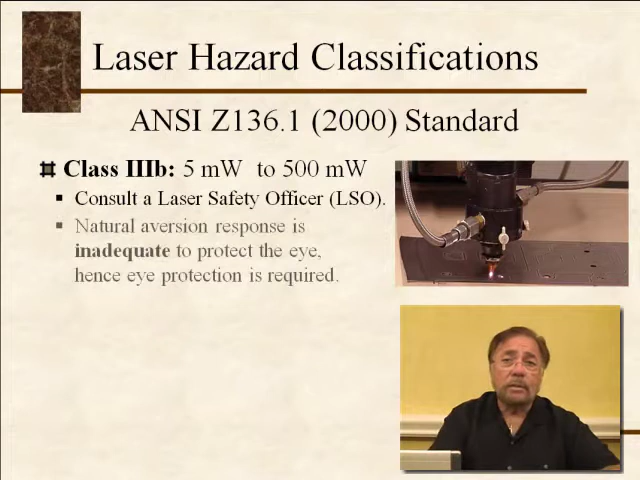 Laser Hazard Classifications
ANSI Z136.1 (2000) Standard
Class IIIb: 5 mW to 500 mW
Consult a Laser Safety Officer (LSO).
Natural aversion response is
inadequate to protect the eye,
hence eye protection is required.